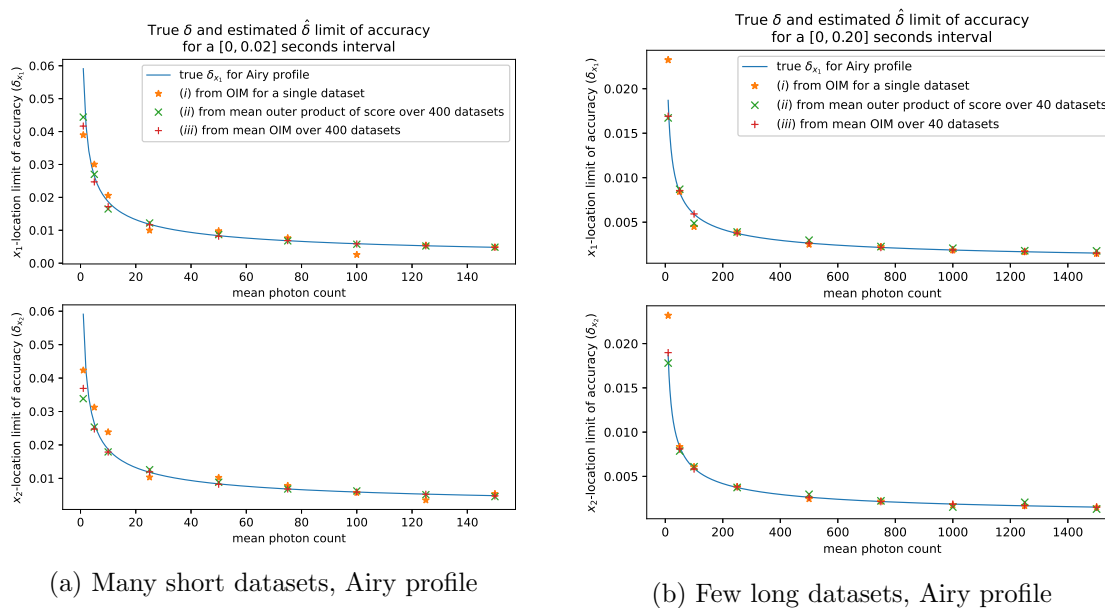 True δ and estimated δ̂ limit of accuracy
for a [0, 0.02] seconds interval
0.06
0.05
0.04
0.03
0.02
0.01
0.00
x₁-location limit of accuracy (δₓ₁)
true δₓ₁ for Airy profile
(i) from OIM for a single dataset
(ii) from mean outer product of score over 400 datasets
(iii) from mean OIM over 400 datasets
0 20 40 60 80 100 120 140
mean photon count
0.06
0.05
0.04
0.03
0.02
0.01
x₂-location limit of accuracy (δₓ₂)
0 20 40 60 80 100 120 140
mean photon count
(a) Many short datasets, Airy profile
True δ and estimated δ̂ limit of accuracy
for a [0, 0.20] seconds interval
0.020
0.015
0.010
0.005
x₁-location limit of accuracy (δₓ₁)
true δₓ₁ for Airy profile
(i) from OIM for a single dataset
(ii) from mean outer product of score over 40 datasets
(iii) from mean OIM over 40 datasets
0 200 400 600 800 1000 1200 1400
mean photon count
0.020
0.015
0.010
0.005
x₂-location limit of accuracy (δₓ₂)
0 200 400 600 800 1000 1200 1400
mean photon count
(b) Few long datasets, Airy profile